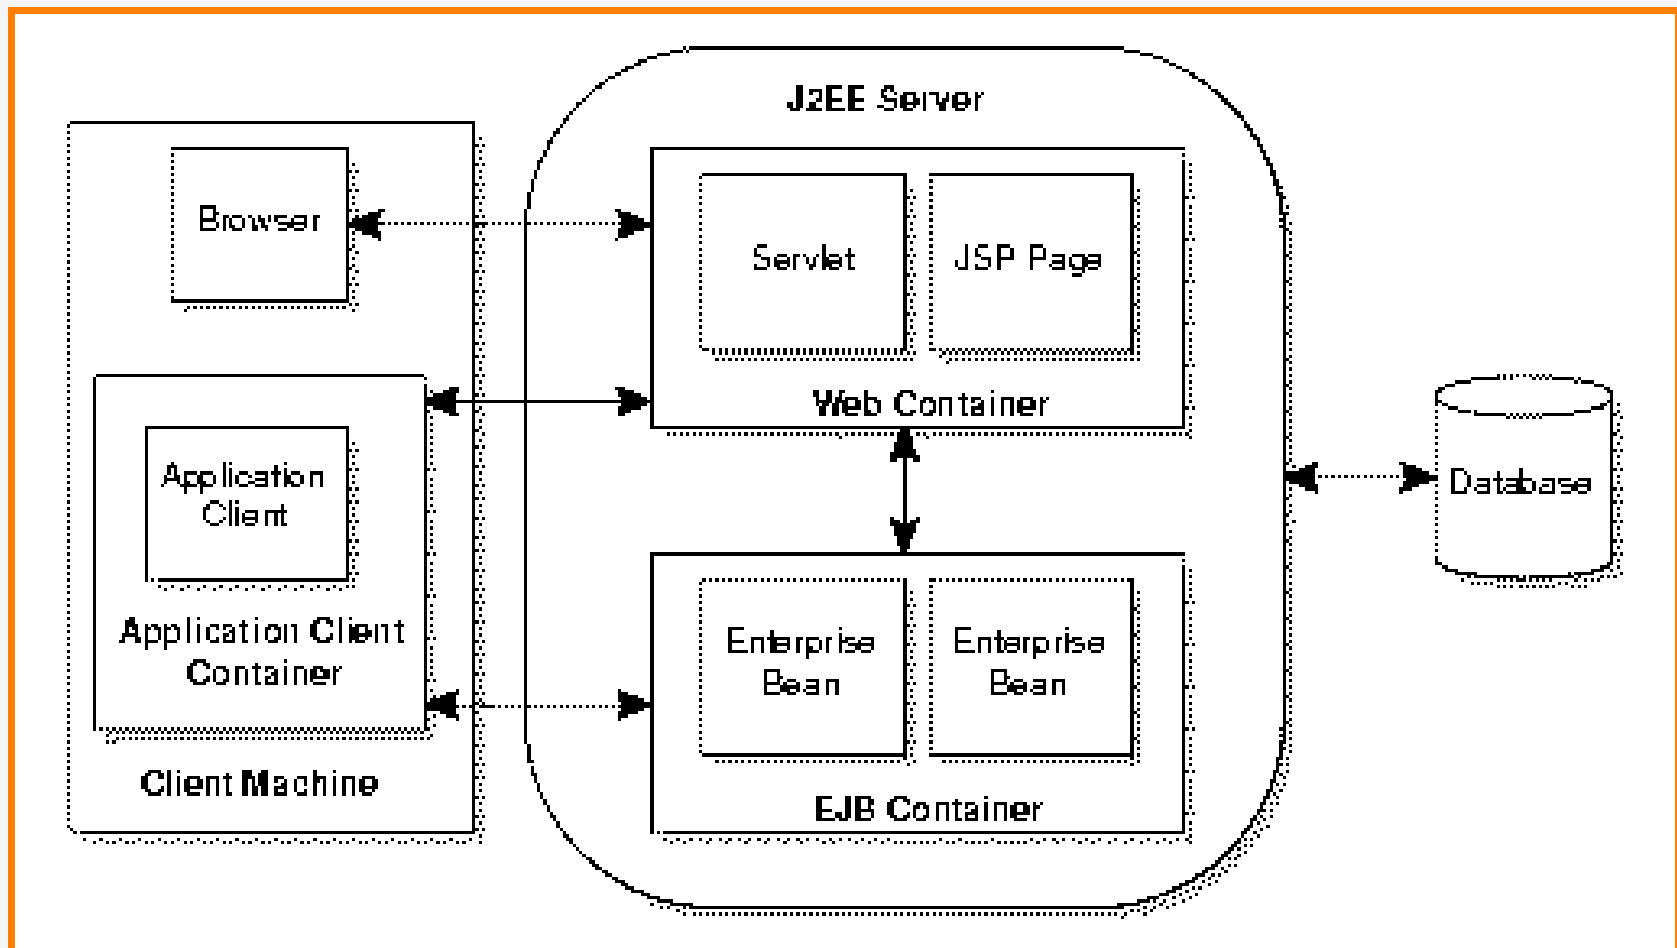 J2EE Server
Browser
Servlet
JSP Page
Web Container
Application
Client
Application Client
Container
Client Machine
Enterprise
Bean
Enterprise
Bean
EJB Container
Database